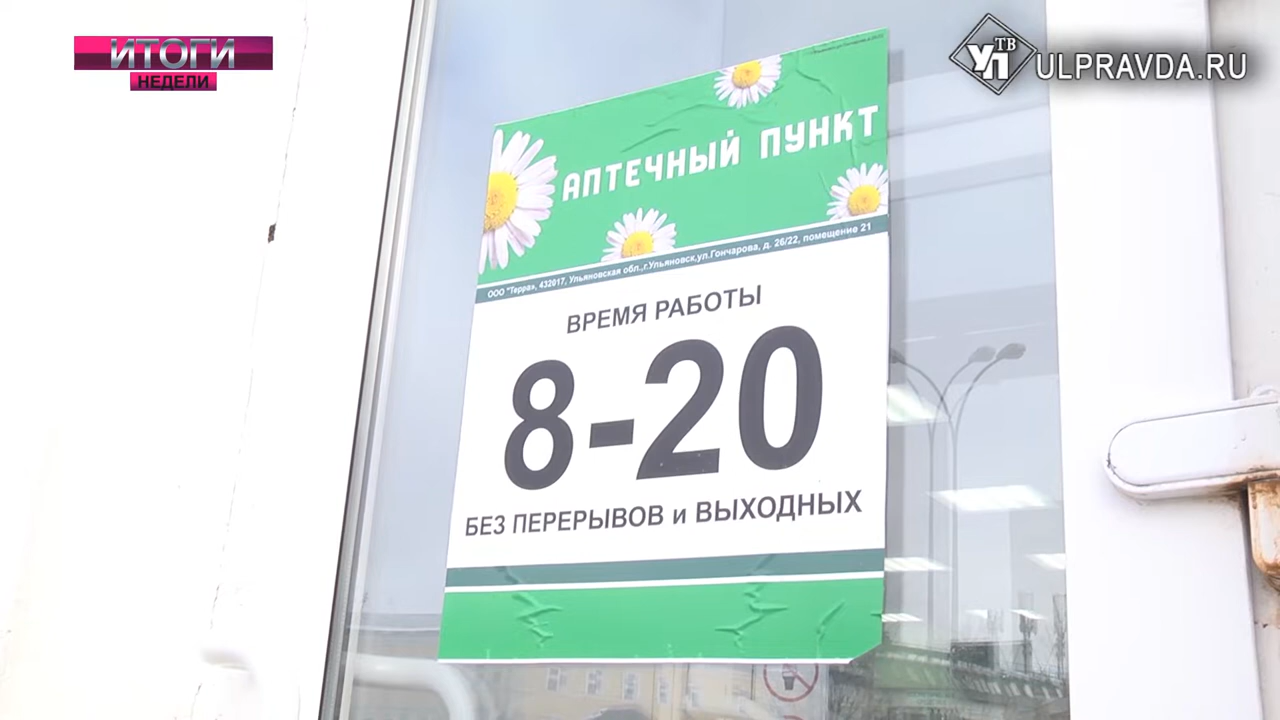 ИТОГИ
НЕДЕЛИ
УП ТВ
ULPRAVDA.RU
АПТЕЧНЫЙ ПУНКТ
ООО "Терра», 432017, Ульяновская обл.,г.Ульяновск,ул.Гончарова, д. 26/22, помещение 21
ВРЕМЯ РАБОТЫ
8-20
БЕЗ ПЕРЕРЫВОВ и ВЫХОДНЫХ